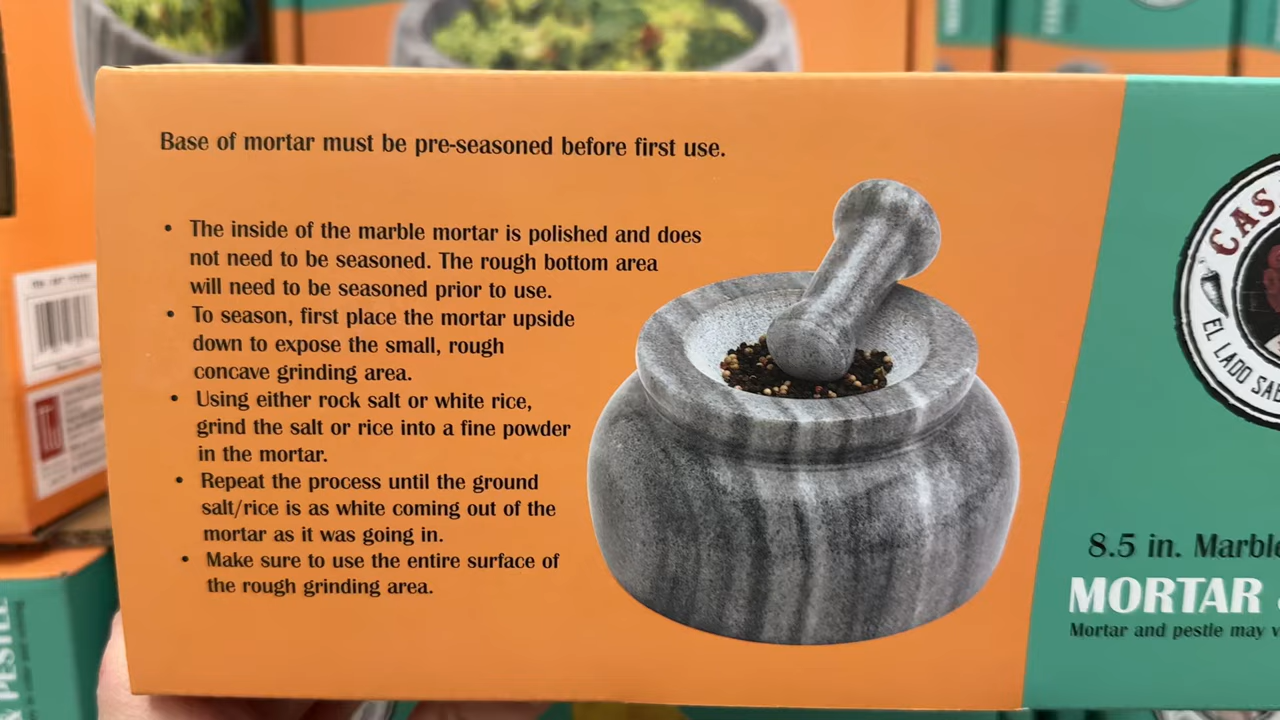 Base of mortar must be pre-seasoned before first use.
• The inside of the marble mortar is polished and does
not need to be seasoned. The rough bottom area
will need to be seasoned prior to use.
• To season, first place the mortar upside
down to expose the small, rough
concave grinding area.
• Using either rock salt or white rice,
grind the salt or rice into a fine powder
in the mortar.
• Repeat the process until the ground
salt/rice is as white coming out of the
mortar as it was going in.
• Make sure to use the entire surface of
the rough grinding area.
CAS
EL LADO SAB
8.5 in. Marble
MORTAR &
Mortar and pestle may v
& PESTLE